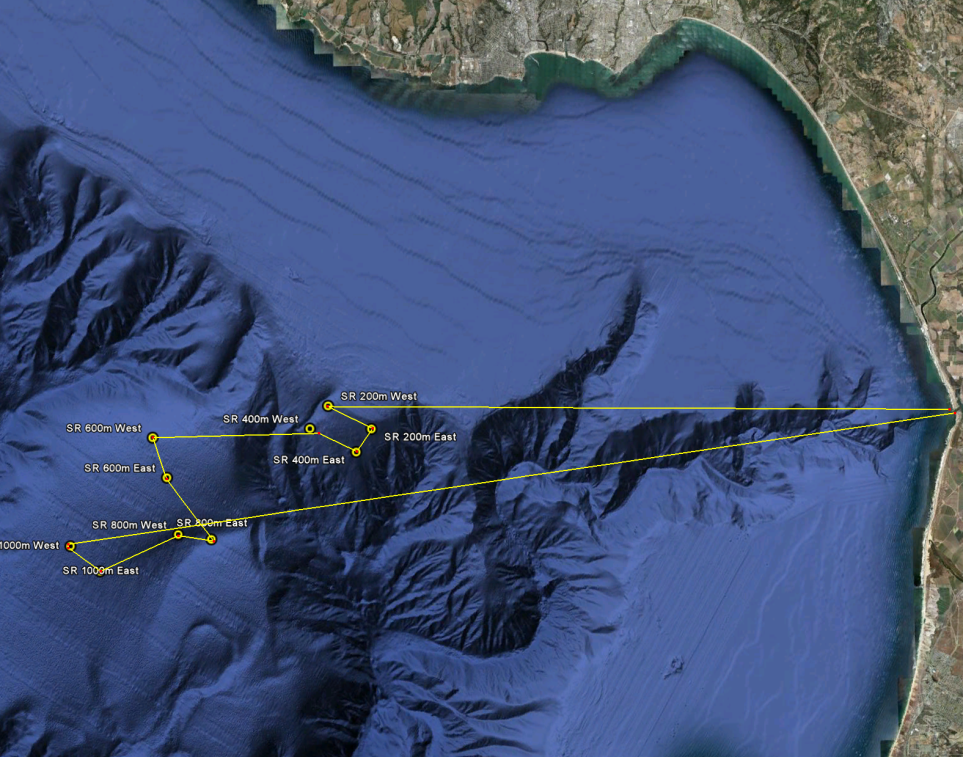 SR 200m West
SR 400m West
SR 600m West
SR 200m East
SR 400m East
SR 600m East
SR 800m West
SR 800m East
1000m West
SR 1000m East